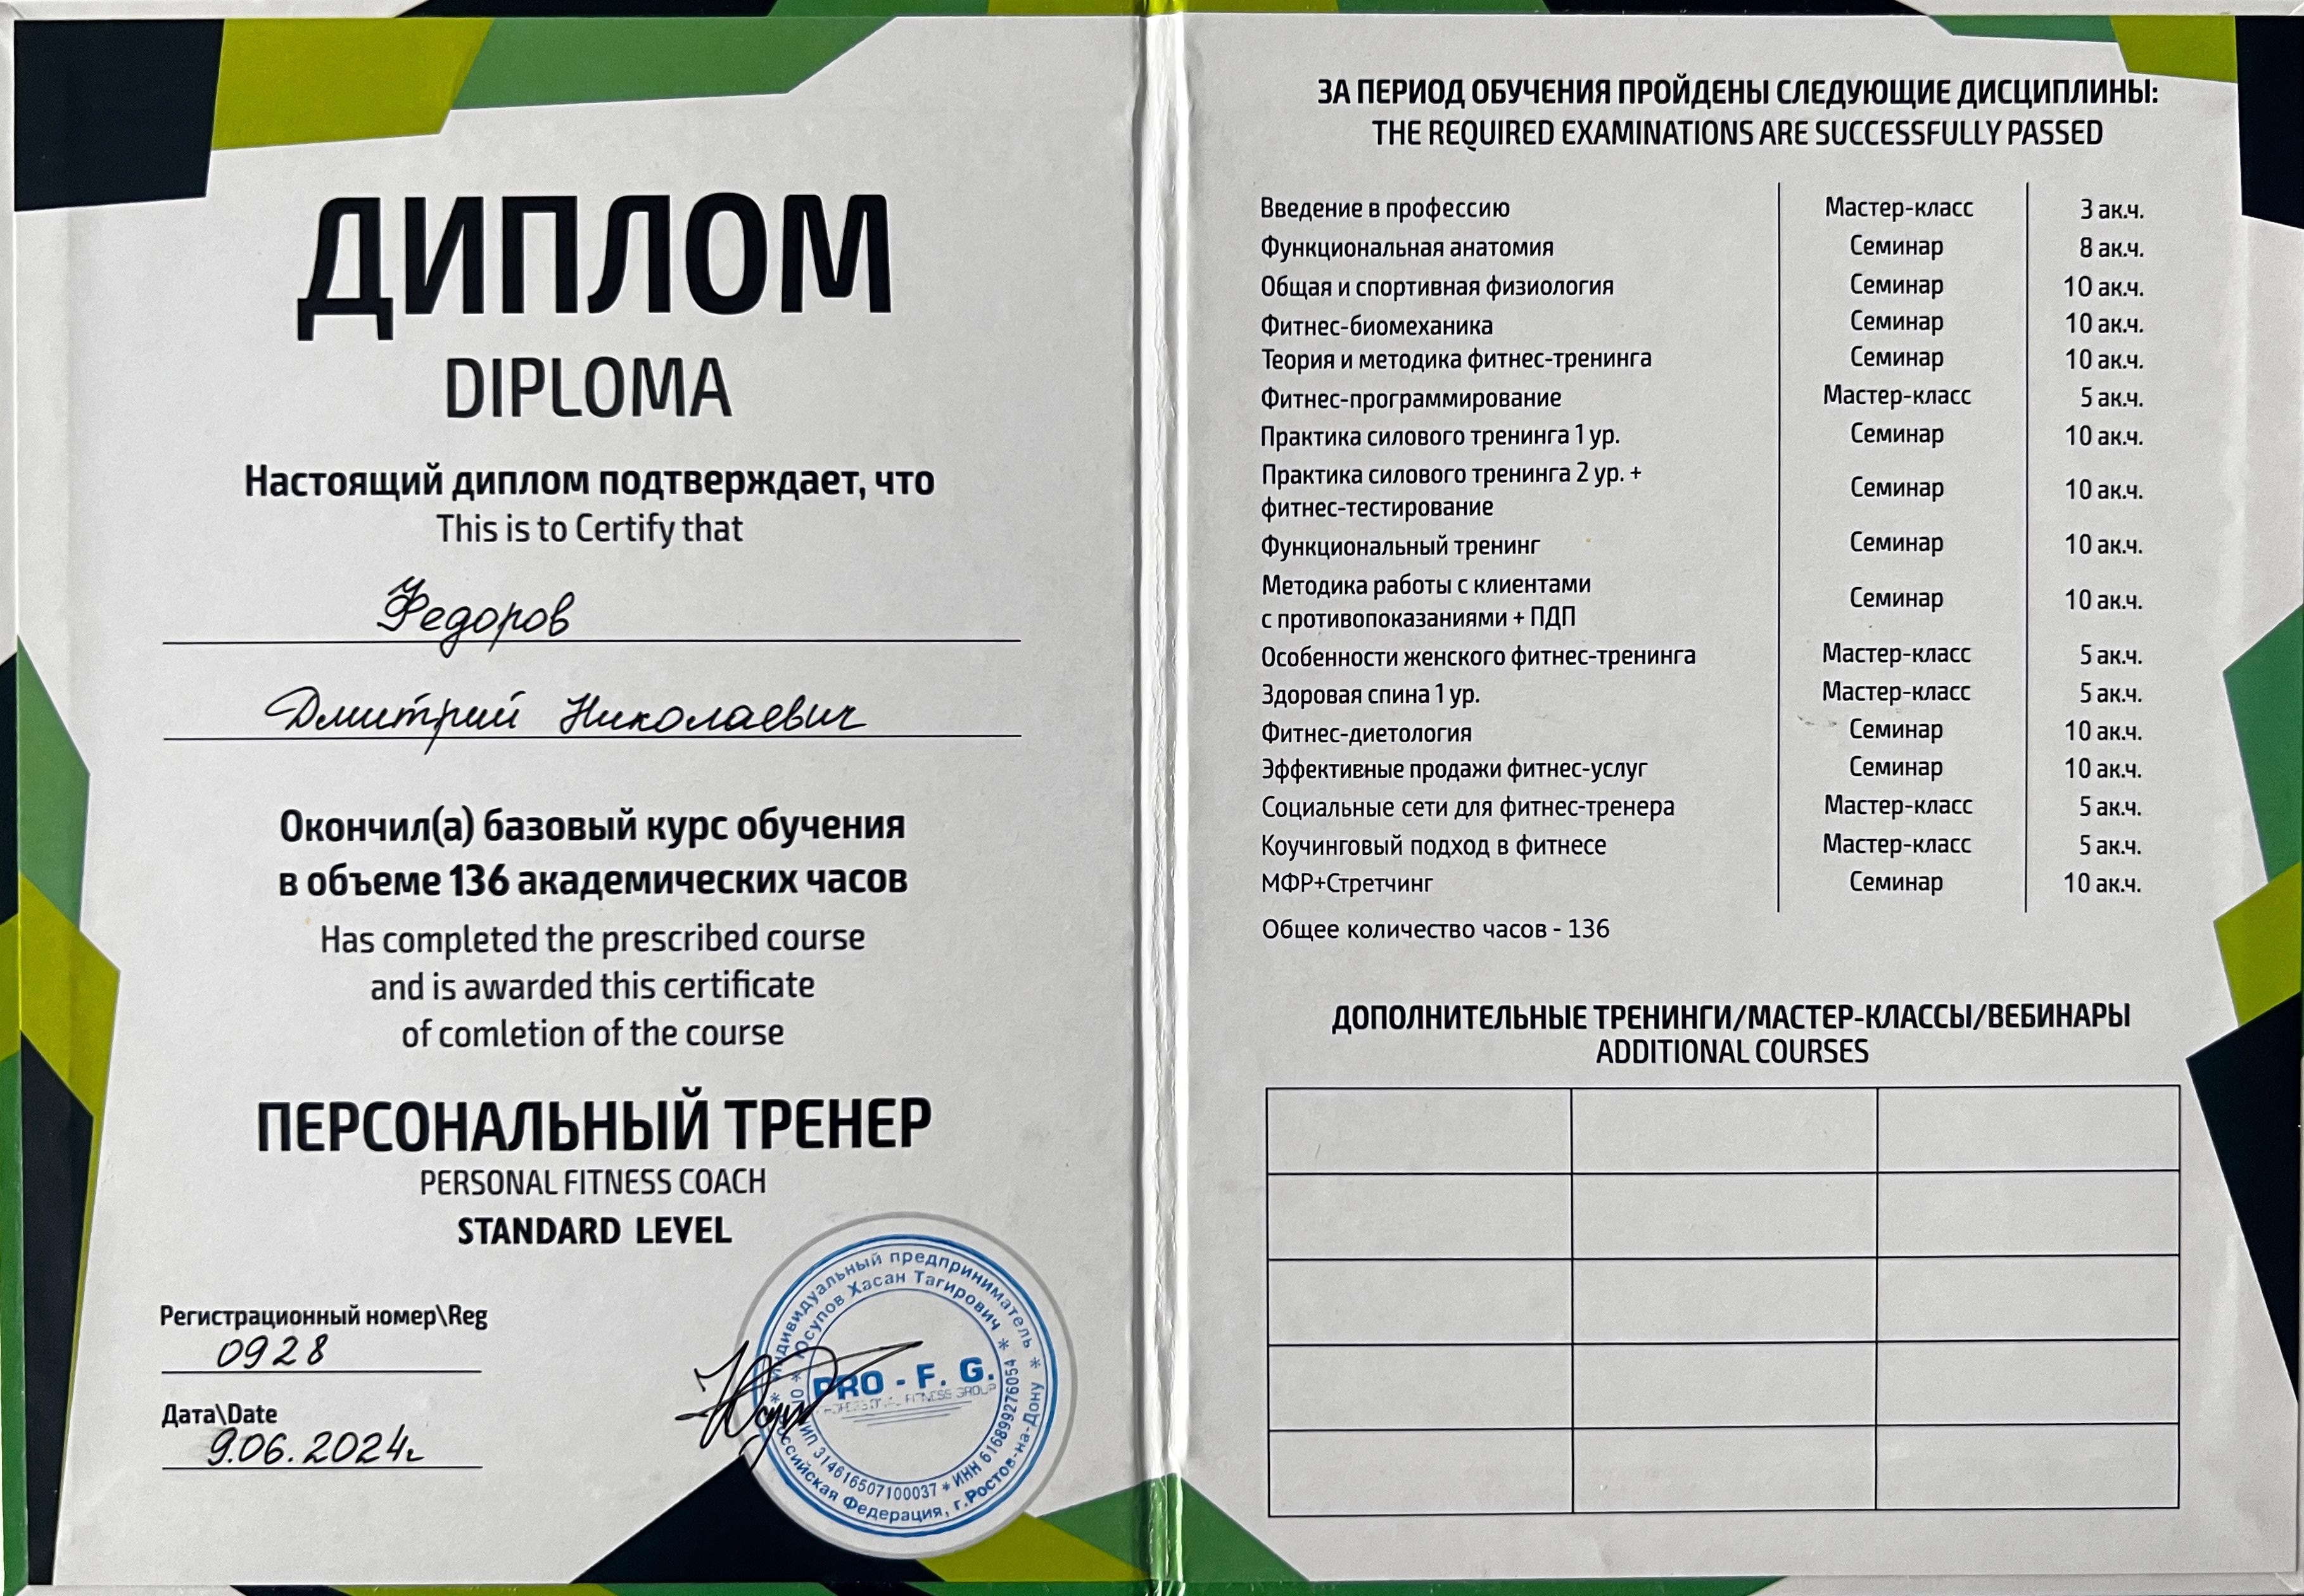 ДИПЛОМ
DIPLOMA
Настоящий диплом подтверждает, что
This is to Certify that
Федоров
Дмитрий Николаевич
Окончил(а) базовый курс обучения
в объеме 136 академических часов
Has completed the prescribed course
and is awarded this certificate
of comletion of the course
ПЕРСОНАЛЬНЫЙ ТРЕНЕР
PERSONAL FITNESS COACH
STANDARD LEVEL
Регистрационный номер\Reg
0928
Дата\Date
9.06.2024г
Индивидуальный предприниматель * г.Ростов-на-Дону
Российская Федерация,
Юсупов Хасан Тагирович * ИНН 616899276054
314616507100037 *
PRO - F. G.
PROFESSIONAL FITNESS GROUP
ЗА ПЕРИОД ОБУЧЕНИЯ ПРОЙДЕНЫ СЛЕДУЮЩИЕ ДИСЦИПЛИНЫ:
THE REQUIRED EXAMINATIONS ARE SUCCESSFULLY PASSED
Введение в профессию Мастер-класс 3 ак.ч.
Функциональная анатомия Семинар 8 ак.ч.
Общая и спортивная физиология Семинар 10 ак.ч.
Фитнес-биомеханика Семинар 10 ак.ч.
Теория и методика фитнес-тренинга Семинар 10 ак.ч.
Фитнес-программирование Мастер-класс 5 ак.ч.
Практика силового тренинга 1 ур. Семинар 10 ак.ч.
Практика силового тренинга 2 ур. +
фитнес-тестирование Семинар 10 ак.ч.
Функциональный тренинг Семинар 10 ак.ч.
Методика работы с клиентами
с противопоказаниями + ПДП Семинар 10 ак.ч.
Особенности женского фитнес-тренинга Мастер-класс 5 ак.ч.
Здоровая спина 1 ур. Мастер-класс 5 ак.ч.
Фитнес-диетология Семинар 10 ак.ч.
Эффективные продажи фитнес-услуг Семинар 10 ак.ч.
Социальные сети для фитнес-тренера Мастер-класс 5 ак.ч.
Коучинговый подход в фитнесе Мастер-класс 5 ак.ч.
МФР+Стретчинг Семинар 10 ак.ч.
Общее количество часов - 136
ДОПОЛНИТЕЛЬНЫЕ ТРЕНИНГИ/МАСТЕР-КЛАССЫ/ВЕБИНАРЫ
ADDITIONAL COURSES